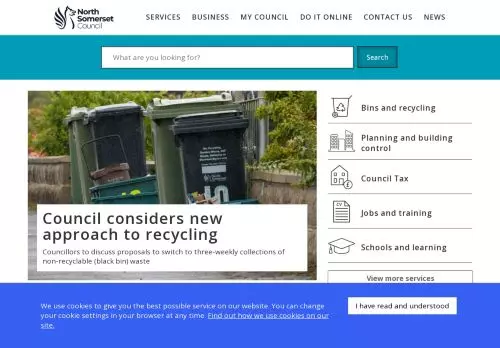 North
Somerset
Council
SERVICES BUSINESS MY COUNCIL DO IT ONLINE CONTACT US NEWS
What are you looking for?
Search
Council considers new
approach to recycling
Councillors to discuss proposals to switch to three-weekly collections of
non-recyclable (black bin) waste
Bins and recycling
Planning and building
control
Council Tax
Jobs and training
Schools and learning
View more services
We use cookies to give you the best possible service on our website. You can change
your cookie settings in your browser at any time. Find out how we use cookies on our
site.
I have read and understood